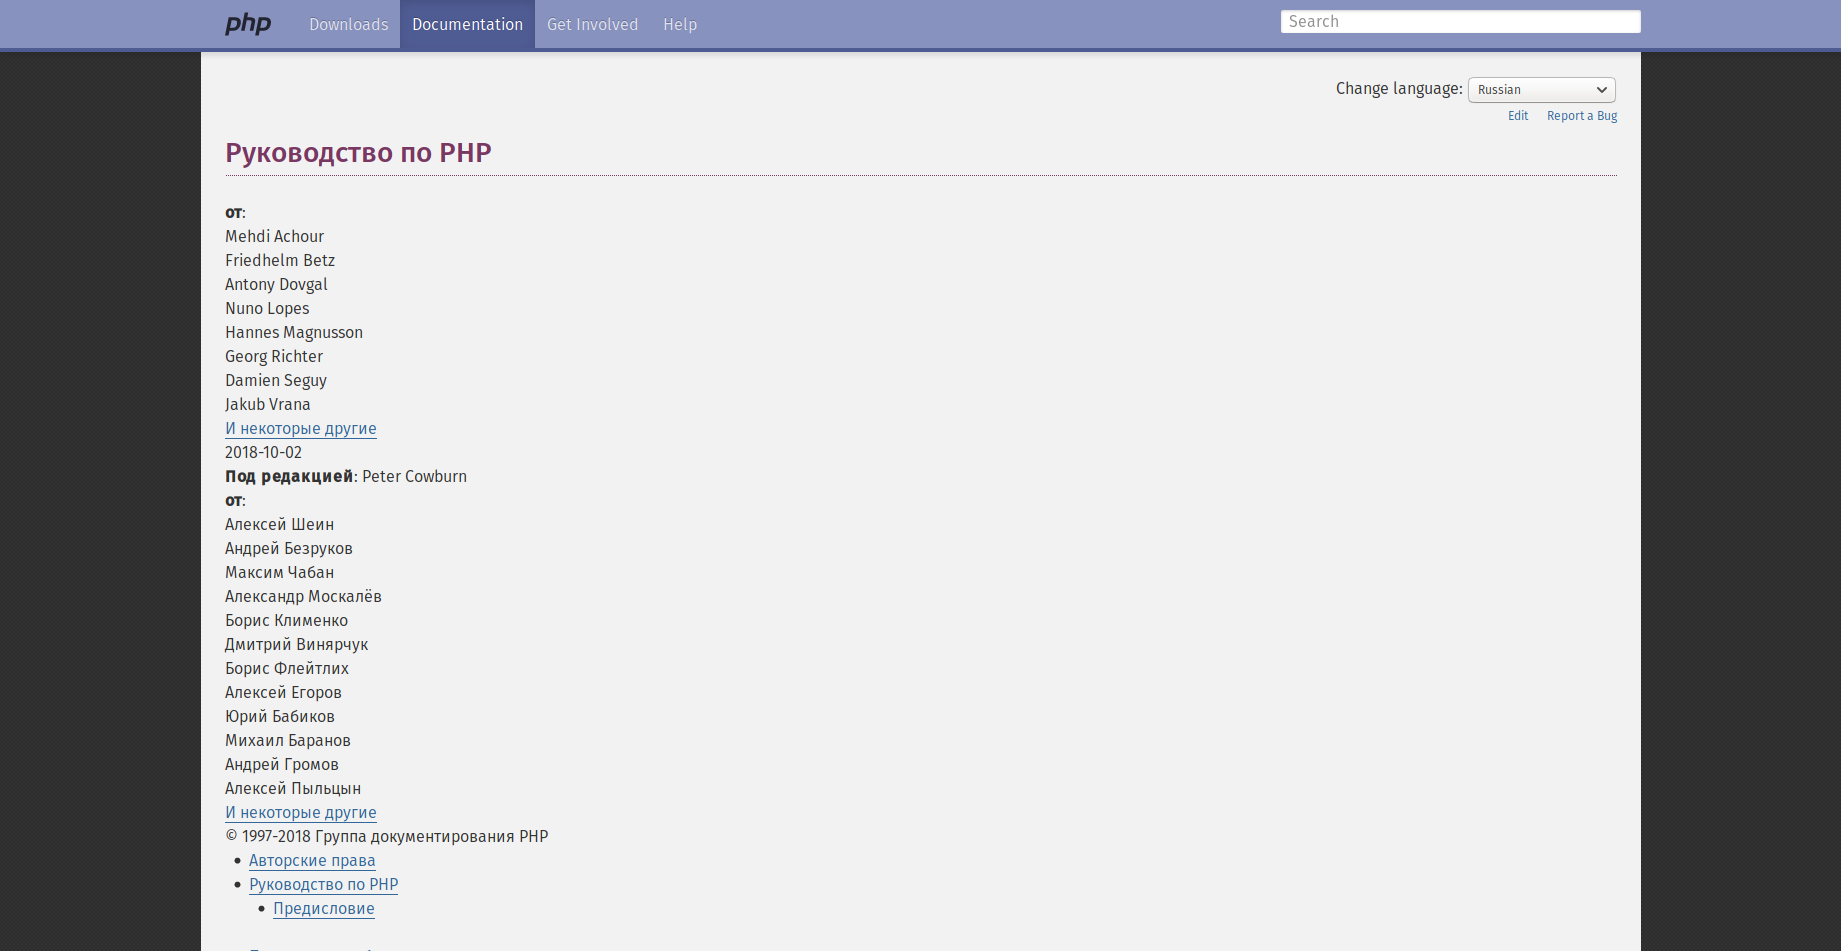 php Downloads Documentation Get Involved Help Search
Change language: Russian
Edit Report a Bug
Руководство по PHP
от:
Mehdi Achour
Friedhelm Betz
Antony Dovgal
Nuno Lopes
Hannes Magnusson
Georg Richter
Damien Seguy
Jakub Vrana
И некоторые другие
2018-10-02
Под редакцией: Peter Cowburn
от:
Алексей Шеин
Андрей Безруков
Максим Чабан
Александр Москалёв
Борис Клименко
Дмитрий Винярчук
Борис Флейтлих
Алексей Егоров
Юрий Бабиков
Михаил Баранов
Андрей Громов
Алексей Пыльцын
И некоторые другие
© 1997-2018 Группа документирования PHP
• Авторские права
• Руководство по PHP
• Предисловие